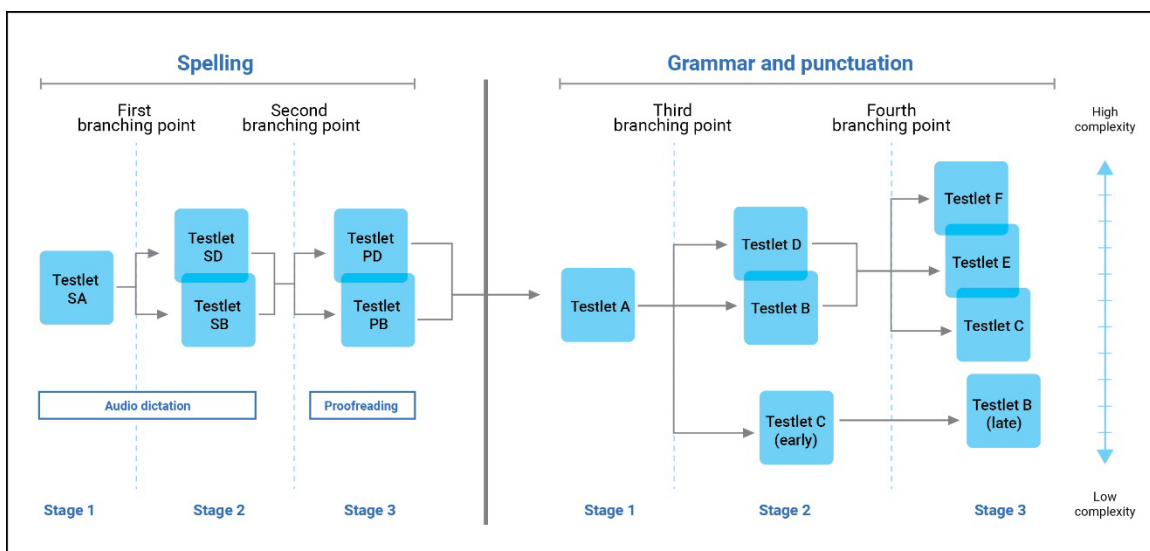 Spelling
Grammar and punctuation
First
branching point
Second
branching point
Third
branching point
Fourth
branching point
High
complexity
Testlet
SA
Testlet
SD
Testlet
SB
Testlet
PD
Testlet
PB
Testlet A
Testlet D
Testlet B
Testlet C
(early)
Testlet F
Testlet E
Testlet C
Testlet B
(late)
Audio dictation
Proofreading
Stage 1
Stage 2
Stage 3
Stage 1
Stage 2
Stage 3
Low
complexity